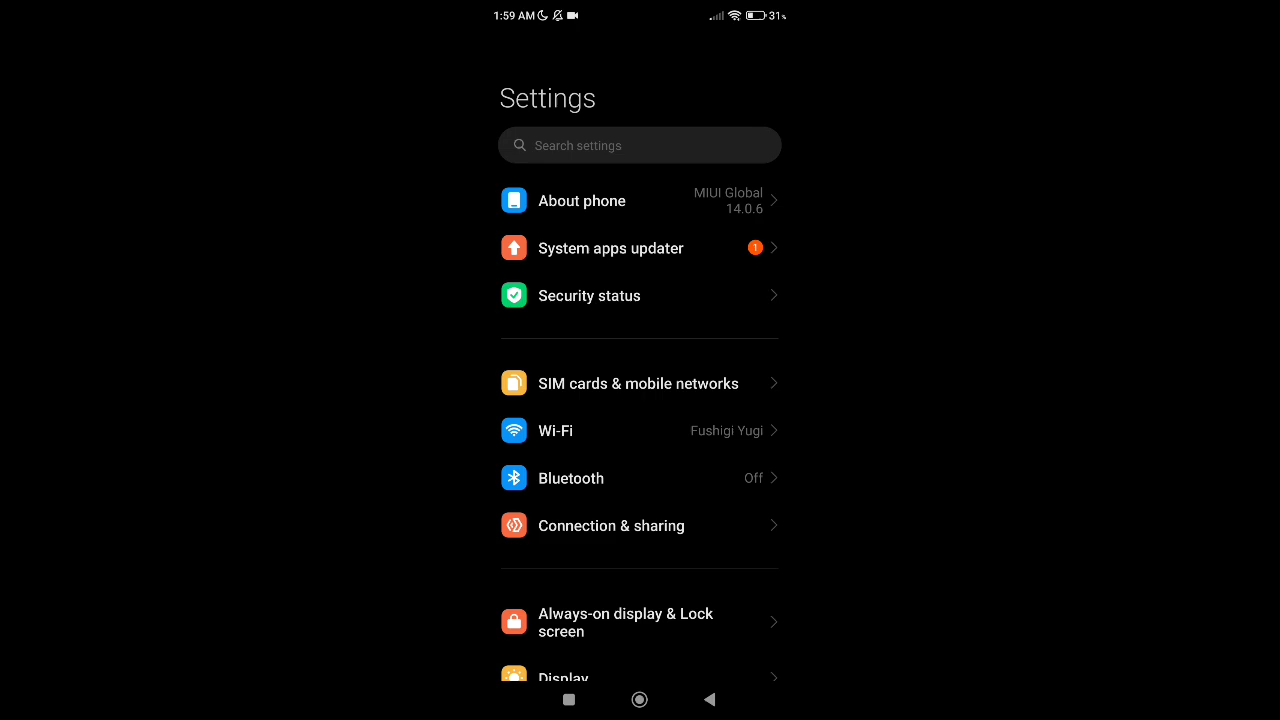 1:59 AM 31%
Settings
Search settings
About phone
MIUI Global
14.0.6
System apps updater 1
Security status
SIM cards & mobile networks
Wi-Fi Fushigi Yugi
Bluetooth Off
Connection & sharing
Always-on display & Lock
screen
Display